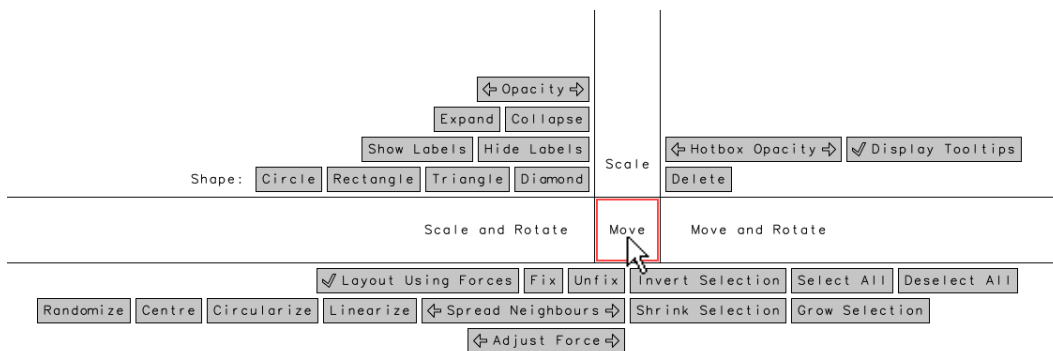 Opacity
Expand Collapse
Show Labels Hide Labels Hotbox Opacity Display Tooltips
Scale
Shape: Circle Rectangle Triangle Diamond Delete
Scale and Rotate Move Move and Rotate
Layout Using Forces Fix Unfix Invert Selection Select All Deselect All
Randomize Centre Circularize Linearize Spread Neighbours Shrink Selection Grow Selection
Adjust Force